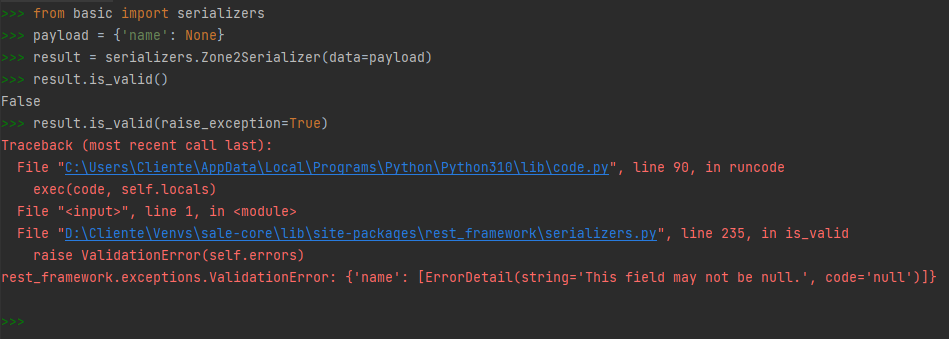 >>> from basic import serializers
>>> payload = {'name': None}
>>> result = serializers.Zone2Serializer(data=payload)
>>> result.is_valid()
False
>>> result.is_valid(raise_exception=True)
Traceback (most recent call last):
  File "C:\Users\Cliente\AppData\Local\Programs\Python\Python310\lib\code.py", line 90, in runcode
    exec(code, self.locals)
  File "<input>", line 1, in <module>
  File "D:\Cliente\Venvs\sale-core\lib\site-packages\rest_framework\serializers.py", line 235, in is_valid
    raise ValidationError(self.errors)
rest_framework.exceptions.ValidationError: {'name': [ErrorDetail(string='This field may not be null.', code='null')]}
>>>